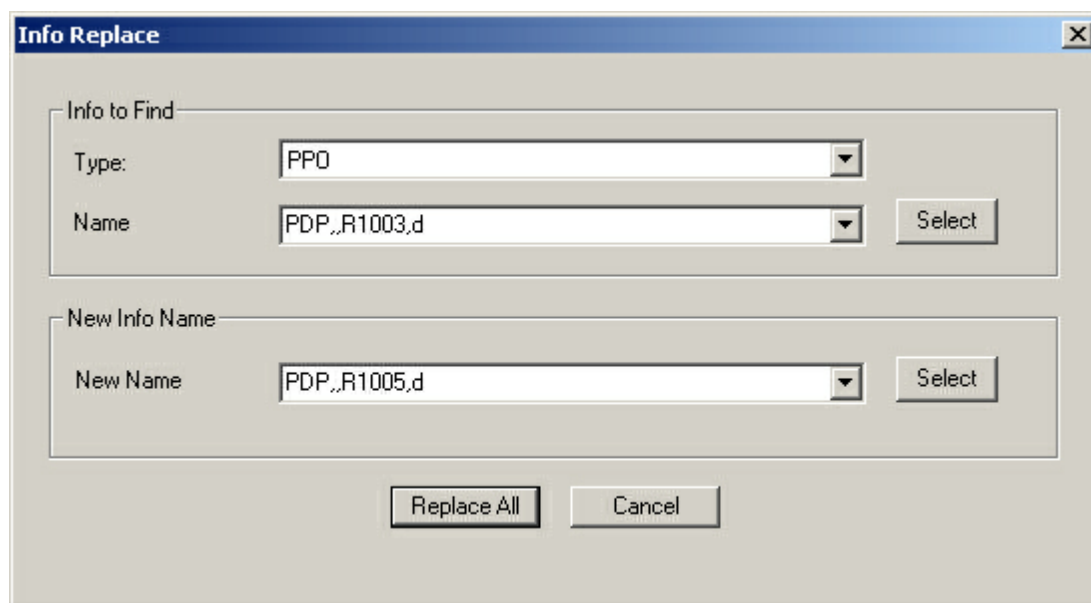 Info Replace
Info to Find
Type:
PPO
Name
PDP,,R1003,d
Select
New Info Name
New Name
PDP,,R1005,d
Select
Replace All
Cancel